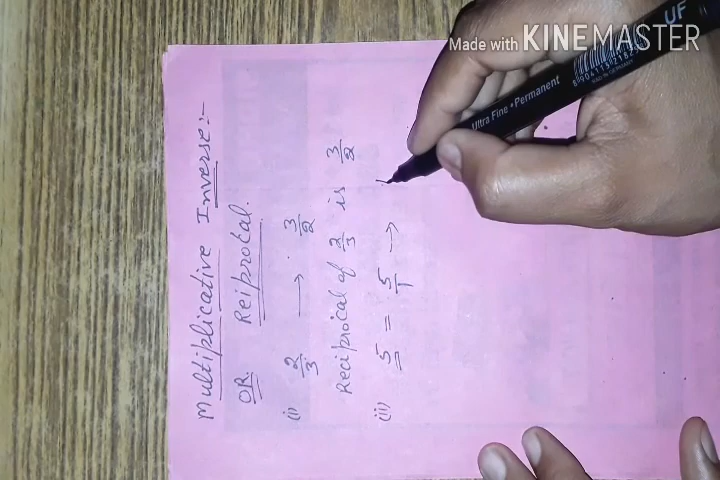 Made with KINEMASTER
Multiplicative Inverse:-
OR Reiprocal.
(i) 2/3 → 3/2
Reciprocal of 2/3 is 3/2
(ii) 5 = 5/1 →
Ultra Fine • Permanent
UF